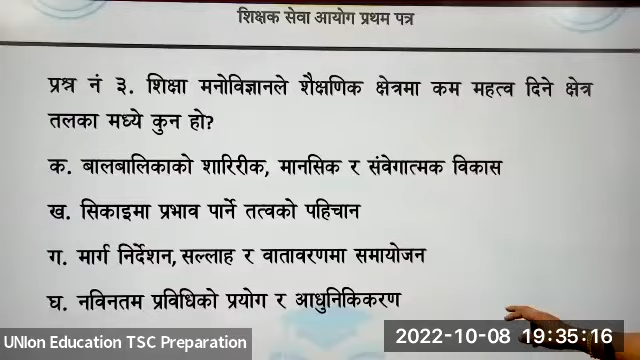 शिक्षक सेवा आयोग प्रथम पत्र
प्रश्न नं ३. शिक्षा मनोविज्ञानले शैक्षणिक क्षेत्रमा कम महत्व दिने क्षेत्र
तलका मध्ये कुन हो?
क. बालबालिकाको शारिरीक, मानसिक र संवेगात्मक विकास
ख. सिकाइमा प्रभाव पार्ने तत्वको पहिचान
ग. मार्ग निर्देशन, सल्लाह र वातावरणमा समायोजन
घ. नविनतम प्रविधिको प्रयोग र आधुनिकिकरण
UNIon Education TSC Preparation
2022-10-08 19:35:16